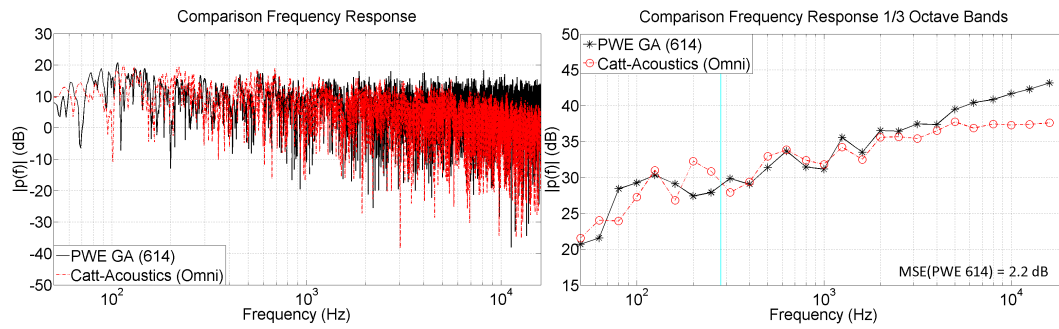 Comparison Frequency Response
30
20
10
0
-10
-20
-30
-40
-50
|p(f)| (dB)
PWE GA (614)
Catt-Acoustics (Omni)
10^2
10^3
10^4
Frequency (Hz)
Comparison Frequency Response 1/3 Octave Bands
50
45
40
35
30
25
20
15
|p(f)| (dB)
PWE GA (614)
Catt-Acoustics (Omni)
MSE(PWE 614) = 2.2 dB
10^2
10^3
10^4
Frequency (Hz)